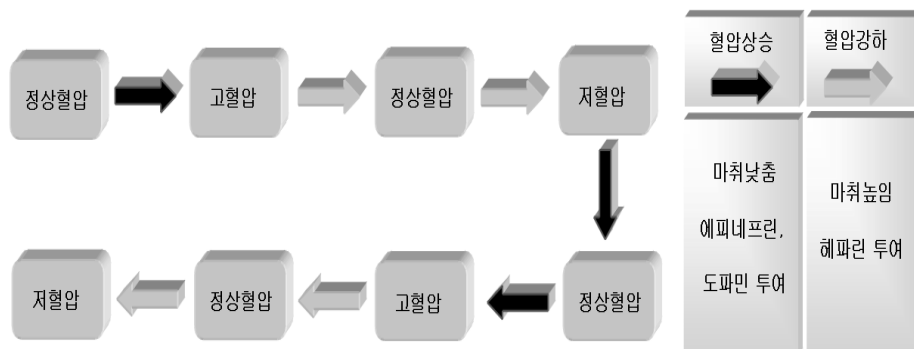 정상혈압
고혈압
정상혈압
저혈압
저혈압
정상혈압
고혈압
정상혈압
혈압상승
혈압강하
마취낮춤
에피네프린,
도파민 투여
마취높임
헤파린 투여